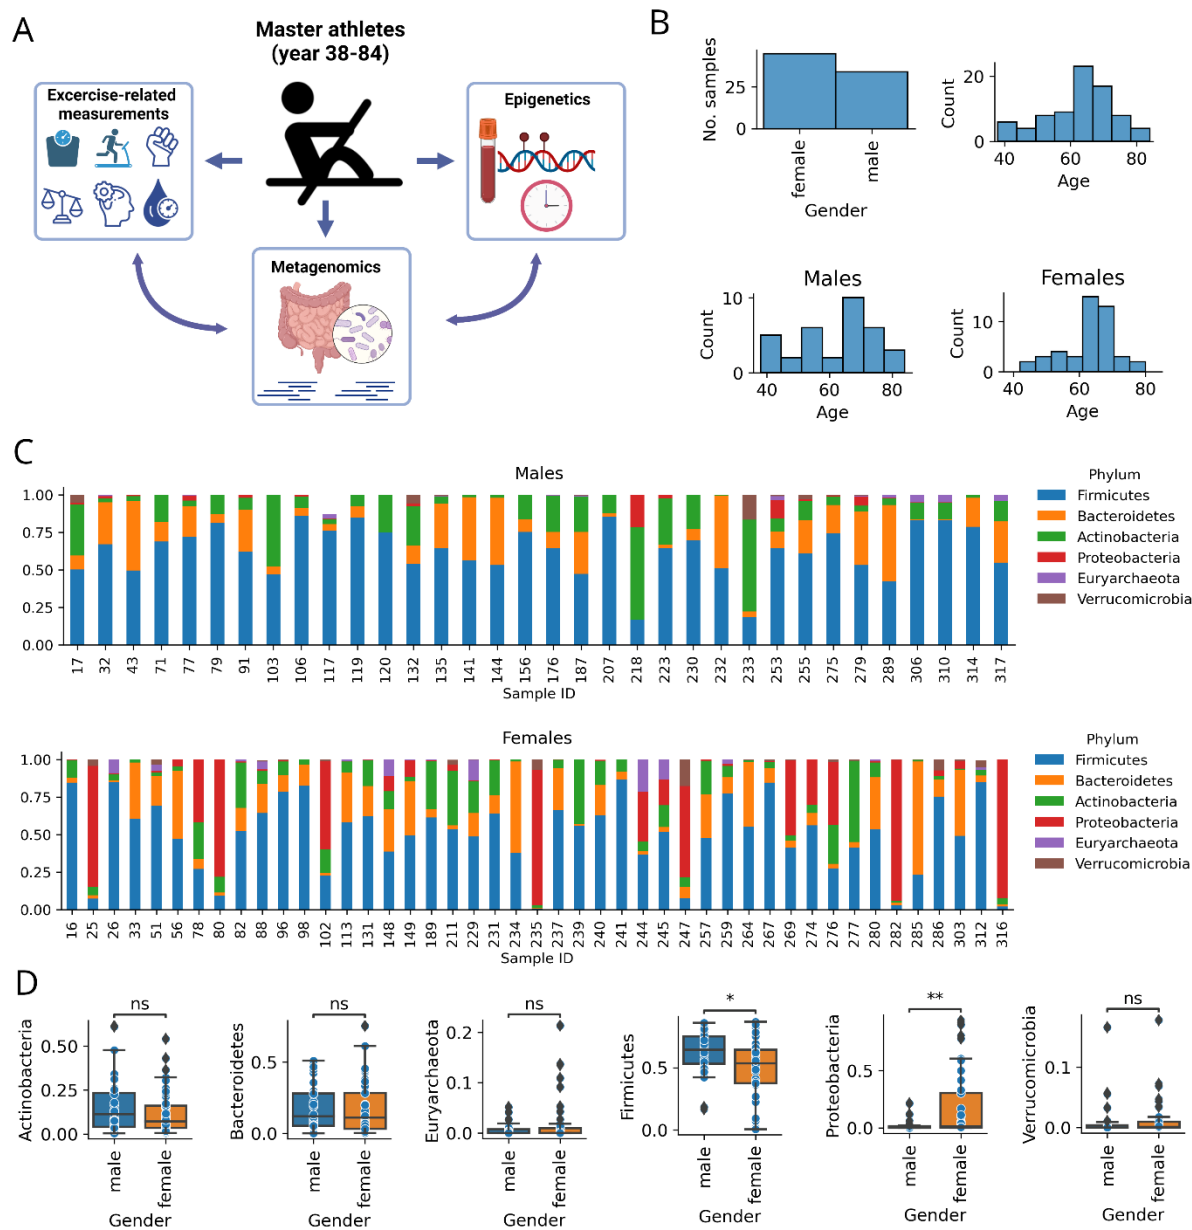 A
Master athletes
(year 38-84)
Excercise-related
measurements
Epigenetics
Metagenomics
B
No. samples
25
0
female
male
Gender
Count
20
0
40
60
80
Age
Males
Count
10
0
40
60
80
Age
Females
Count
10
0
40
60
80
Age
C
Males
1.00
0.75
0.50
0.25
0.00
17 32 43 71 77 79 91 103 106 117 119 120 132 135 141 144 156 176 187 207 218 223 230 232 233 253 255 275 279 289 306 310 314 317
Sample ID
Phylum
Firmicutes
Bacteroidetes
Actinobacteria
Proteobacteria
Euryarchaeota
Verrucomicrobia
Females
1.00
0.75
0.50
0.25
0.00
16 25 26 33 51 56 78 80 82 88 96 98 102 113 131 148 149 189 211 229 231 234 235 237 239 240 241 244 245 247 257 259 264 267 269 274 276 277 280 282 285 286 303 312 316
Sample ID
Phylum
Firmicutes
Bacteroidetes
Actinobacteria
Proteobacteria
Euryarchaeota
Verrucomicrobia
D
Actinobacteria
0.50
0.25
0.00
ns
male
female
Gender
Bacteroidetes
0.5
0.0
ns
male
female
Gender
Euryarchaeota
0.2
0.1
0.0
ns
male
female
Gender
Firmicutes
0.5
0.0
*
male
female
Gender
Proteobacteria
0.5
0.0
**
male
female
Gender
Verrucomicrobia
0.1
0.0
ns
male
female
Gender